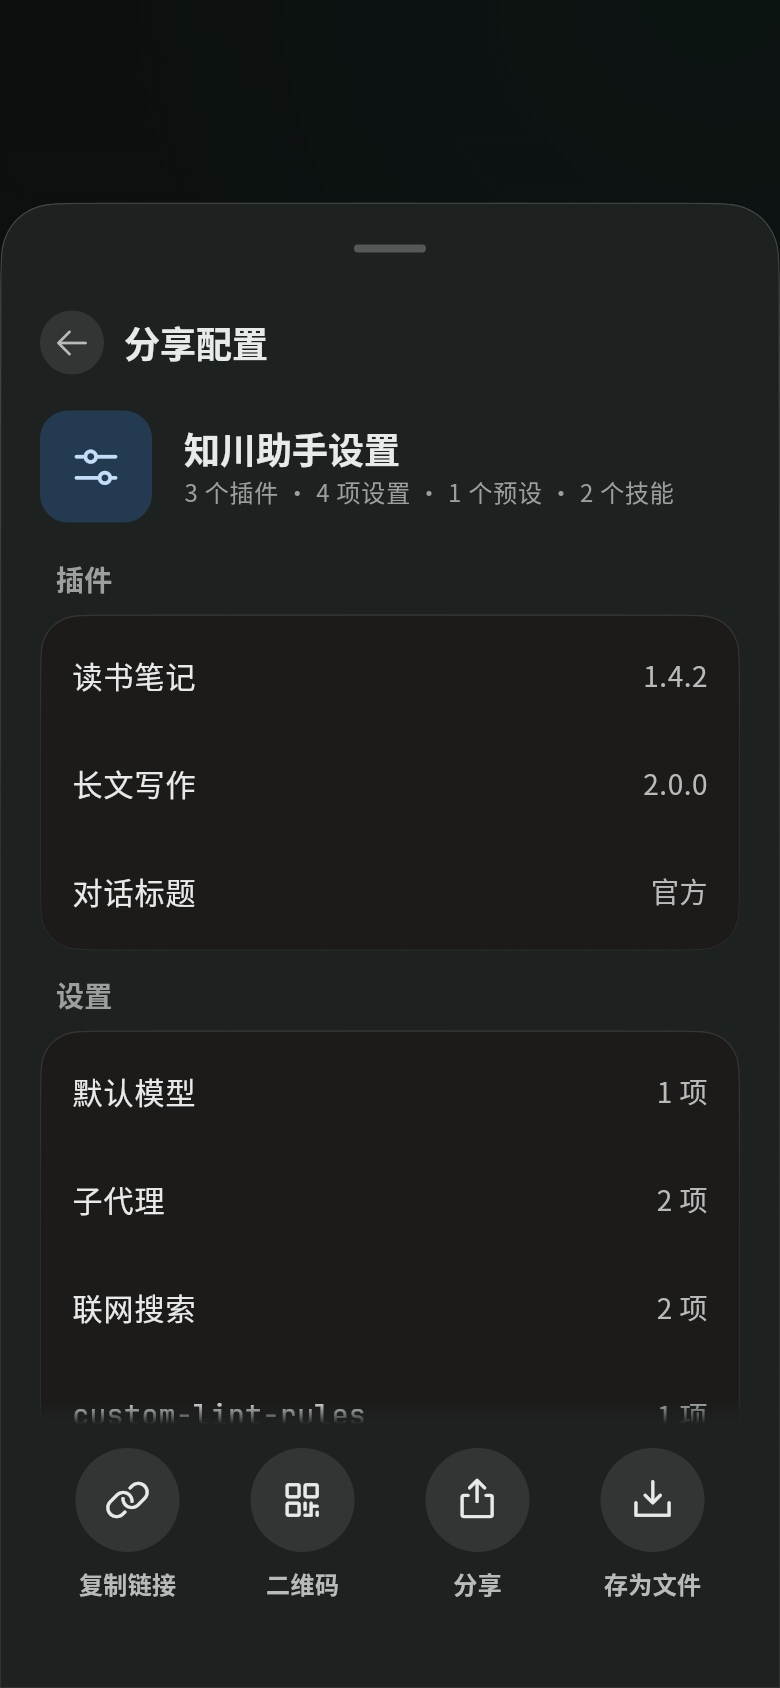 分享配置
知川助手设置
3 个插件 • 4 项设置 • 1 个预设 • 2 个技能
插件
读书笔记 1.4.2
长文写作 2.0.0
对话标题 官方
设置
默认模型 1 项
子代理 2 项
联网搜索 2 项
custom-lint-rules 1 项
复制链接 二维码 分享 存为文件